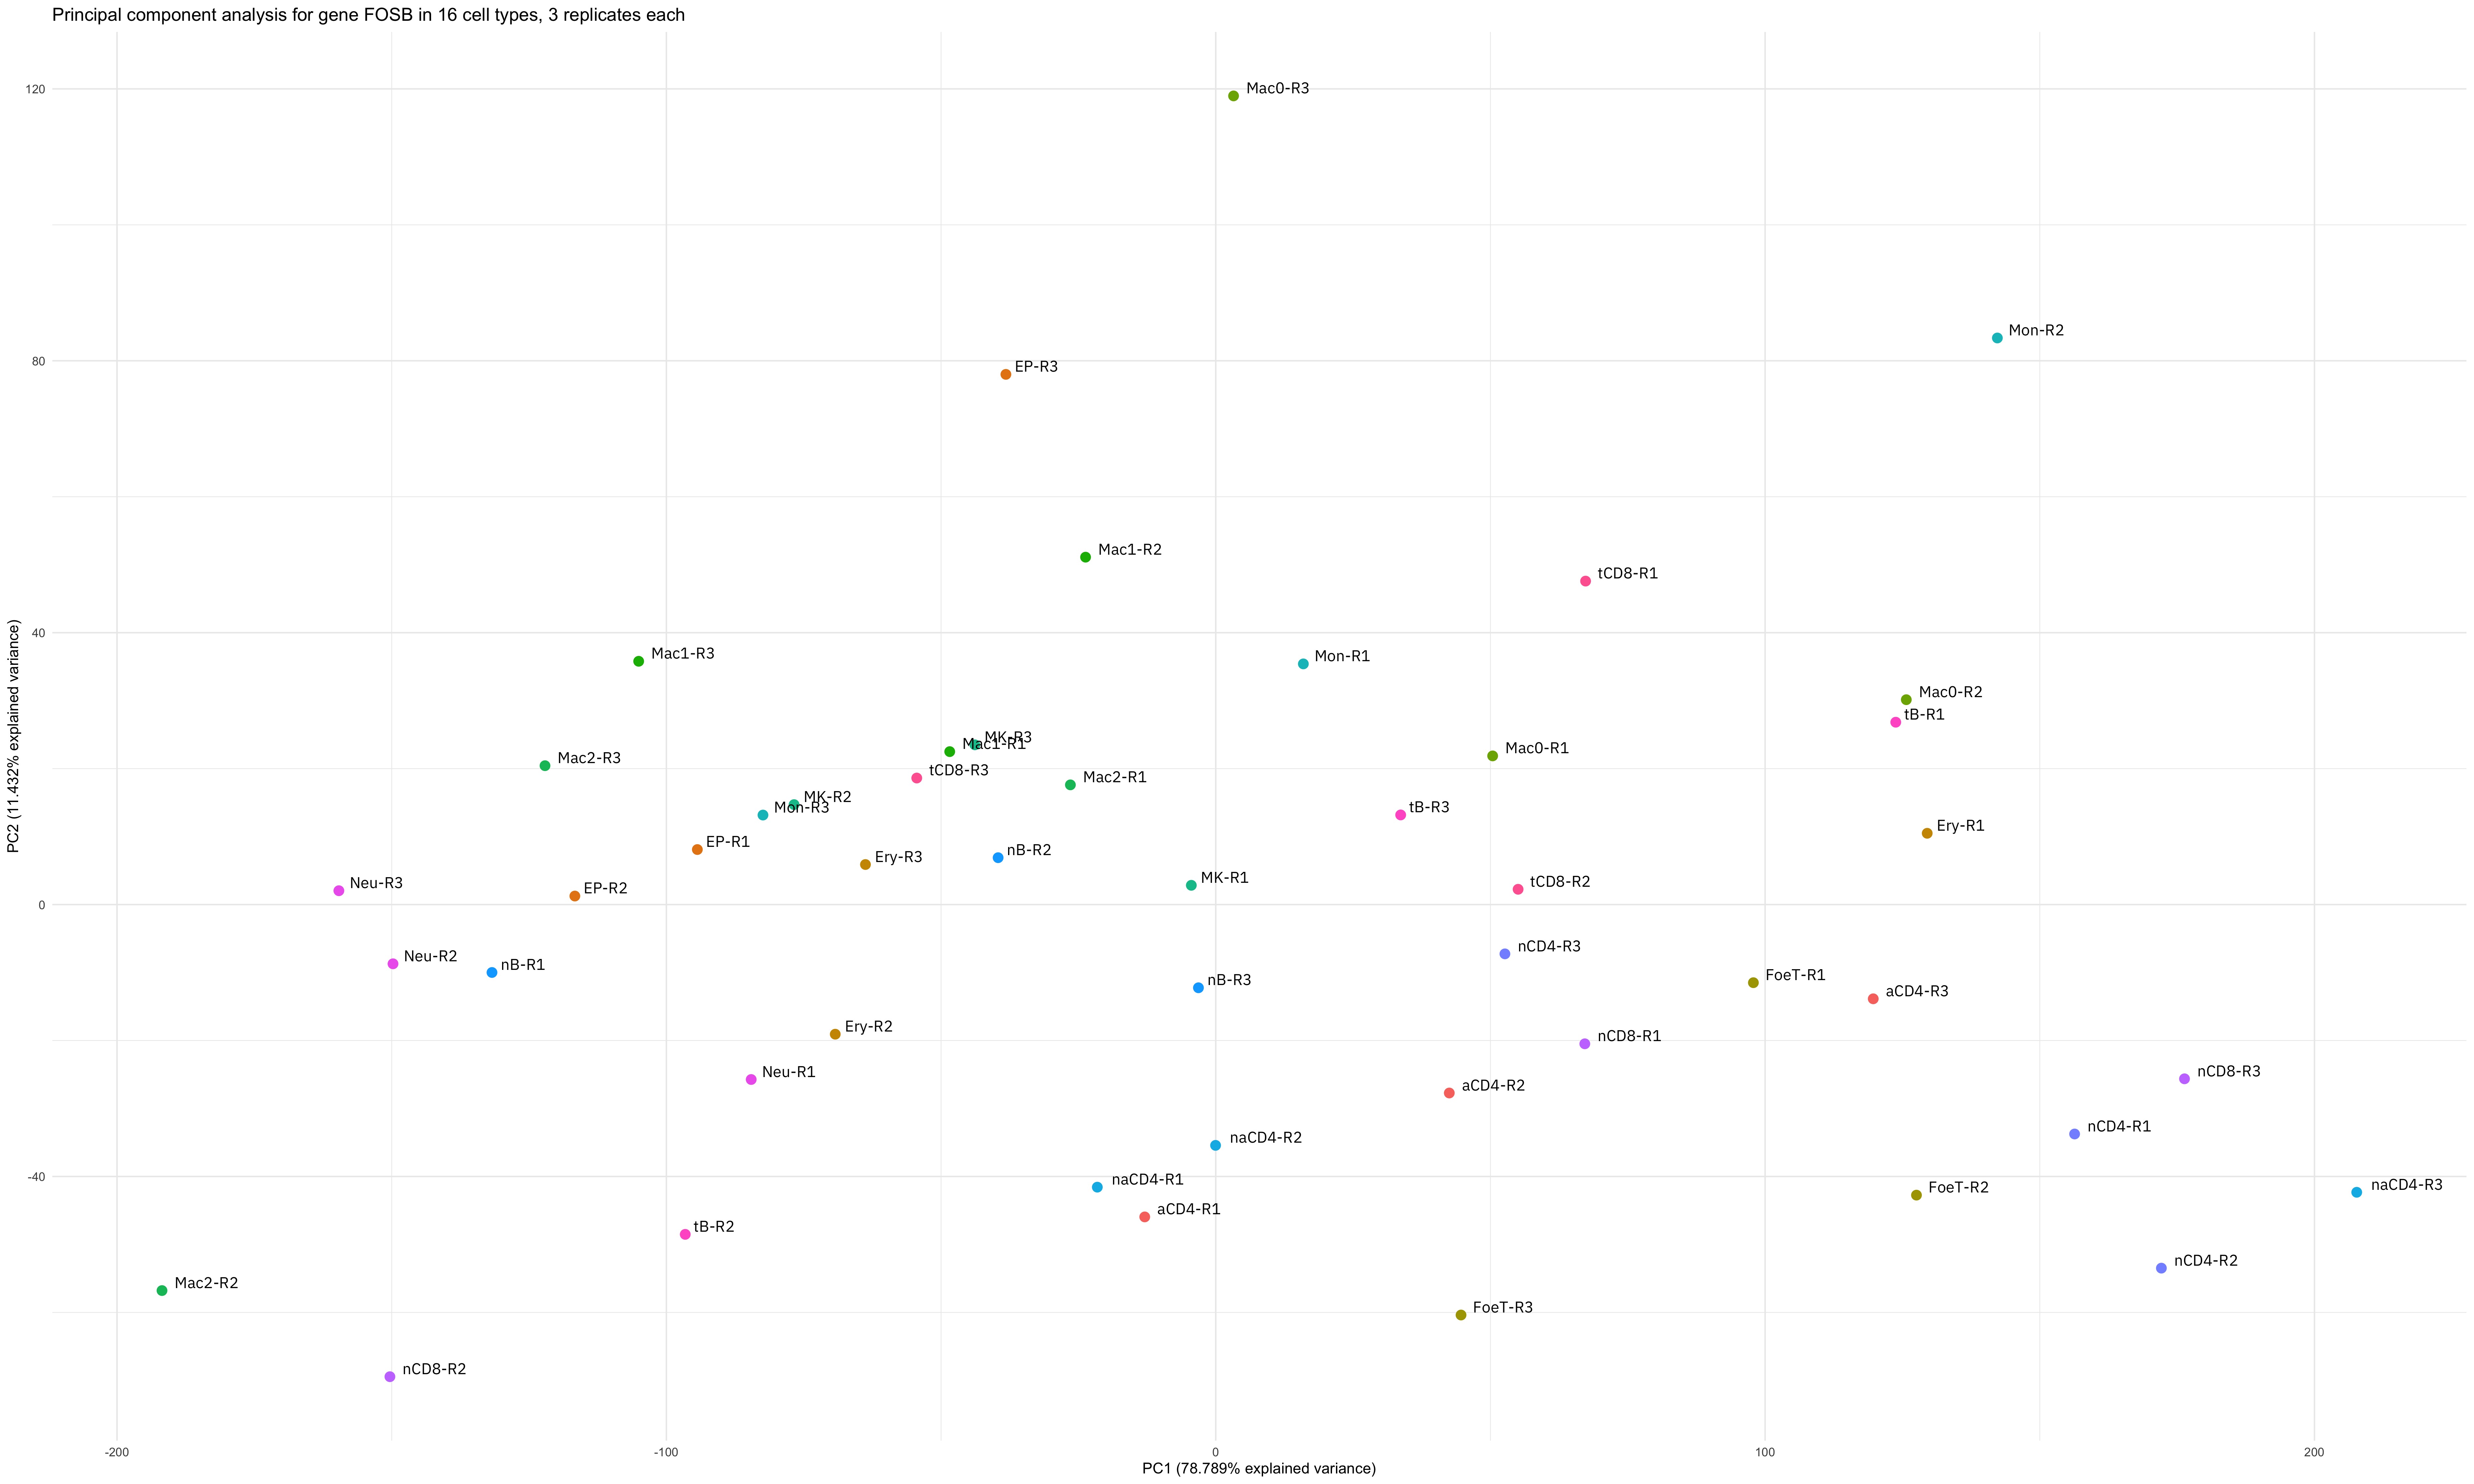 Principal component analysis for gene FOSB in 16 cell types, 3 replicates each
120
Mac0-R3
Mon-R2
80
EP-R3
Mac1-R2
tCD8-R1
40
Mac1-R3
Mon-R1
Mac0-R2
tB-R1
MK-R3
Mac1-R1
Mac0-R1
Mac2-R3
tCD8-R3
Mac2-R1
MK-R2
Mon-R3
tB-R3
Ery-R1
EP-R1
nB-R2
Ery-R3
MK-R1
tCD8-R2
Neu-R3
EP-R2
0
nCD4-R3
Neu-R2
nB-R1
FoeT-R1
nB-R3
aCD4-R3
Ery-R2
nCD8-R1
Neu-R1
nCD8-R3
aCD4-R2
nCD4-R1
naCD4-R2
-40
naCD4-R1
naCD4-R3
FoeT-R2
aCD4-R1
tB-R2
nCD4-R2
Mac2-R2
FoeT-R3
nCD8-R2
PC2 (11.432% explained variance)
-200
-100
0
100
200
PC1 (78.789% explained variance)